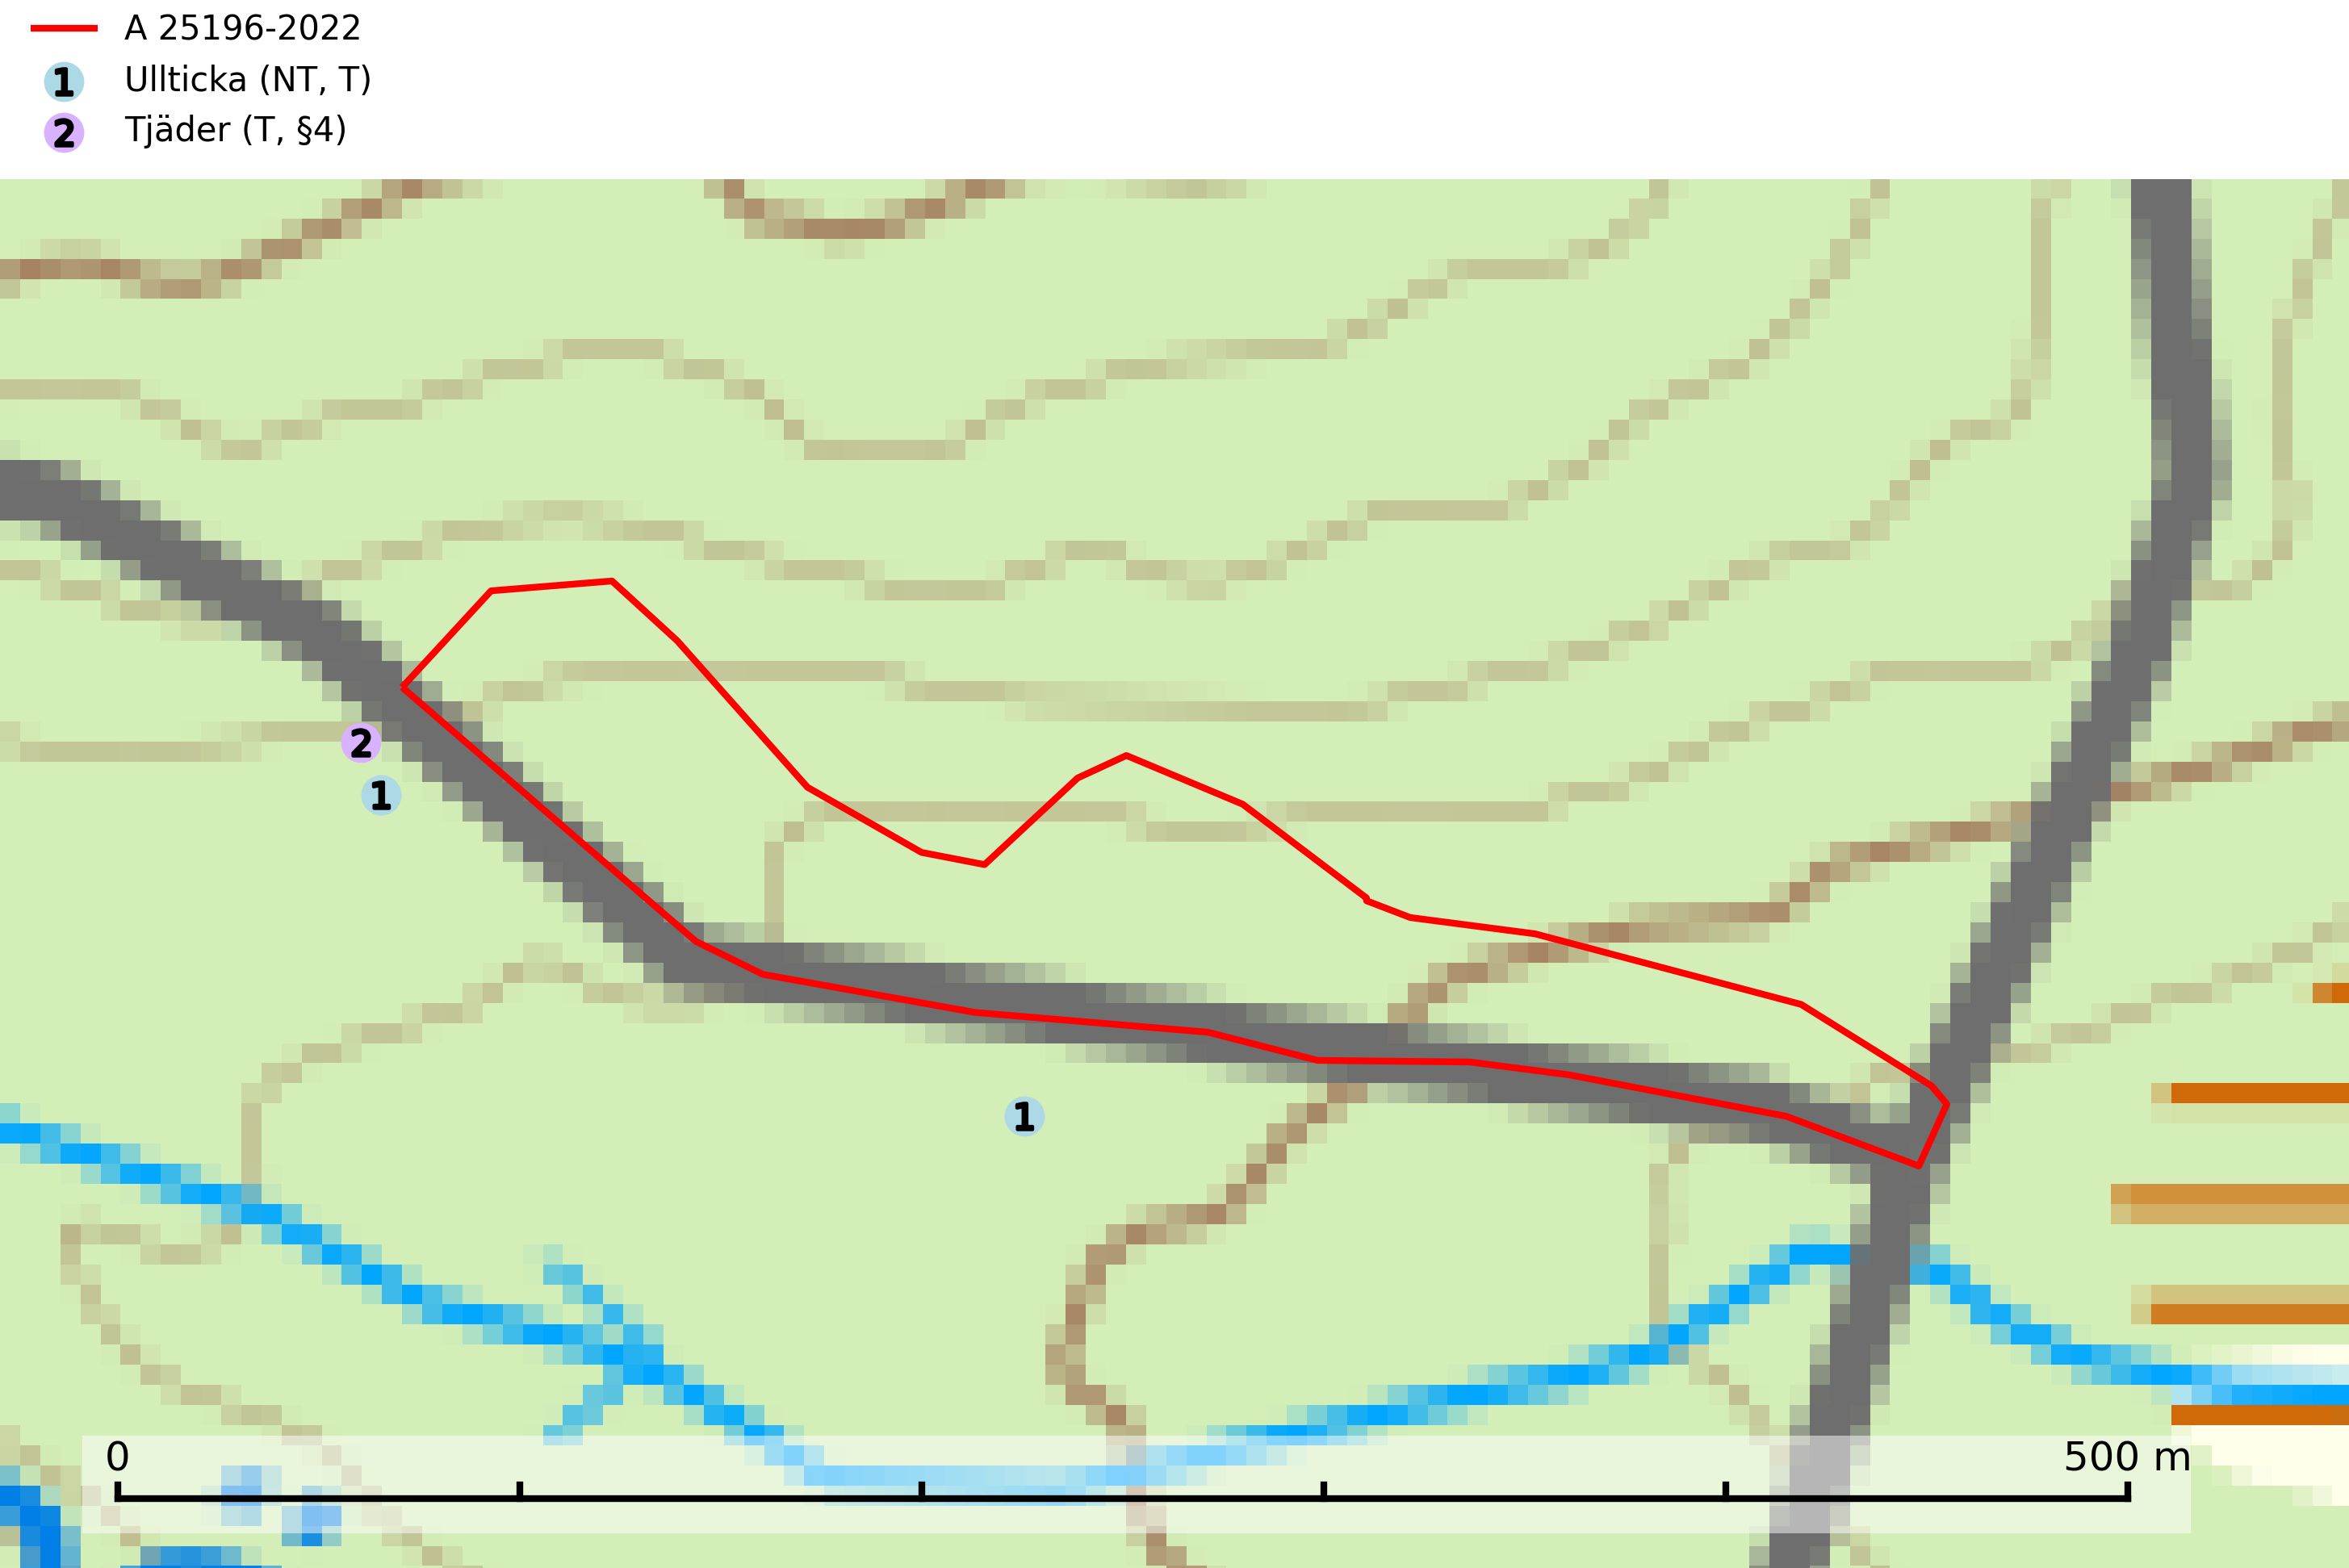 A 25196-2022
1 Ullticka (NT, T)
2 Tjäder (T, §4)
2
1
1
0 500 m